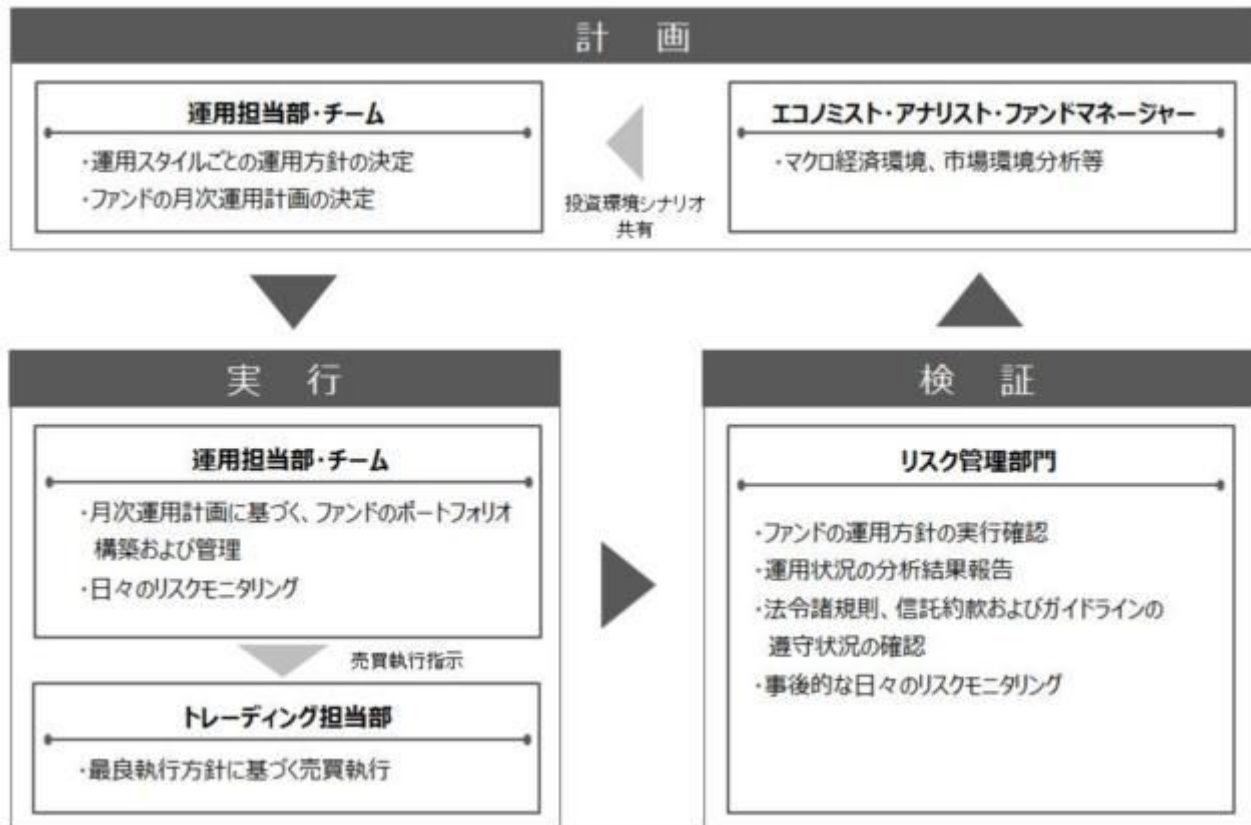 計 画
運用担当部・チーム
・運用スタイルごとの運用方針の決定
・ファンドの月次運用計画の決定
投資環境シナリオ
共有
エコノミスト・アナリスト・ファンドマネージャー
・マクロ経済環境、市場環境分析等
実 行
運用担当部・チーム
・月次運用計画に基づく、ファンドのポートフォリオ
構築および管理
・日々のリスクモニタリング
売買執行指示
トレーディング担当部
・最良執行方針に基づく売買執行
検 証
リスク管理部門
・ファンドの運用方針の実行確認
・運用状況の分析結果報告
・法令諸規則、信託約款およびガイドラインの
遵守状況の確認
・事後的な日々のリスクモニタリング